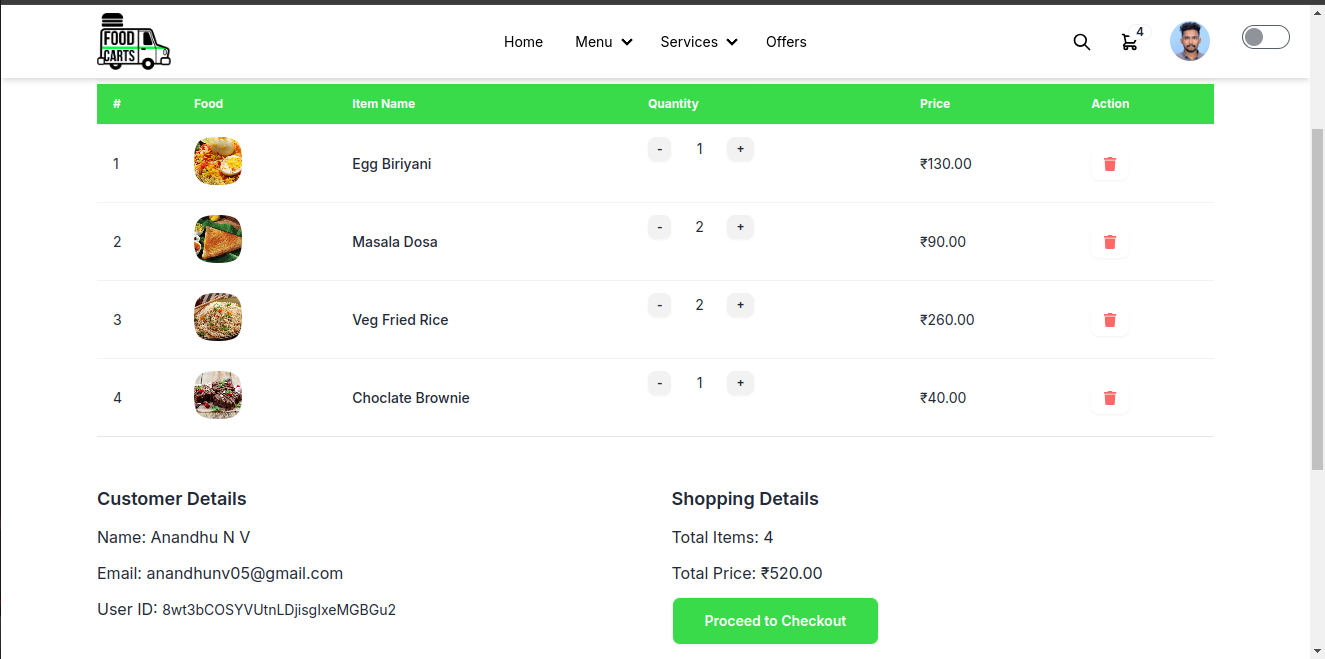 FOOD
CARTS
Home Menu Services Offers 4
# Food Item Name Quantity Price Action
1 Egg Biriyani - 1 + ₹130.00
2 Masala Dosa - 2 + ₹90.00
3 Veg Fried Rice - 2 + ₹260.00
4 Choclate Brownie - 1 + ₹40.00
Customer Details
Name: Anandhu N V
Email: anandhunv05@gmail.com
User ID: 8wt3bCOSYVUtnLDjisglxeMGBGu2
Shopping Details
Total Items: 4
Total Price: ₹520.00
Proceed to Checkout